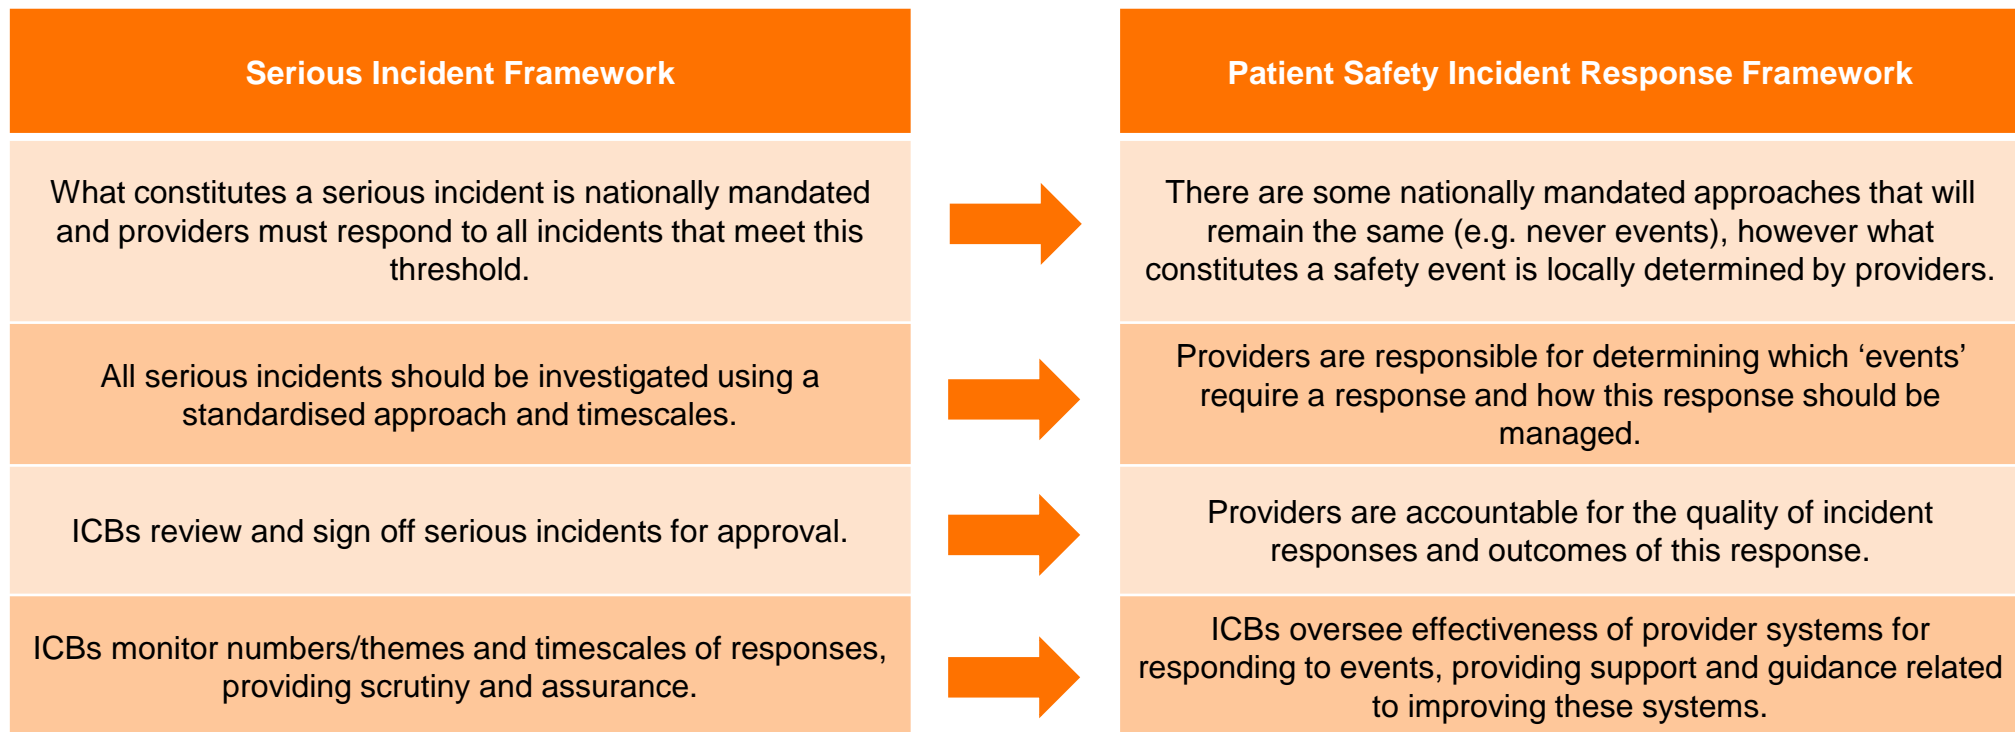 Serious Incident Framework
Patient Safety Incident Response Framework
What constitutes a serious incident is nationally mandated
and providers must respond to all incidents that meet this
threshold.
There are some nationally mandated approaches that will
remain the same (e.g. never events), however what
constitutes a safety event is locally determined by providers.
All serious incidents should be investigated using a
standardised approach and timescales.
Providers are responsible for determining which ‘events’
require a response and how this response should be
managed.
ICBs review and sign off serious incidents for approval.
Providers are accountable for the quality of incident
responses and outcomes of this response.
ICBs monitor numbers/themes and timescales of responses,
providing scrutiny and assurance.
ICBs oversee effectiveness of provider systems for
responding to events, providing support and guidance related
to improving these systems.